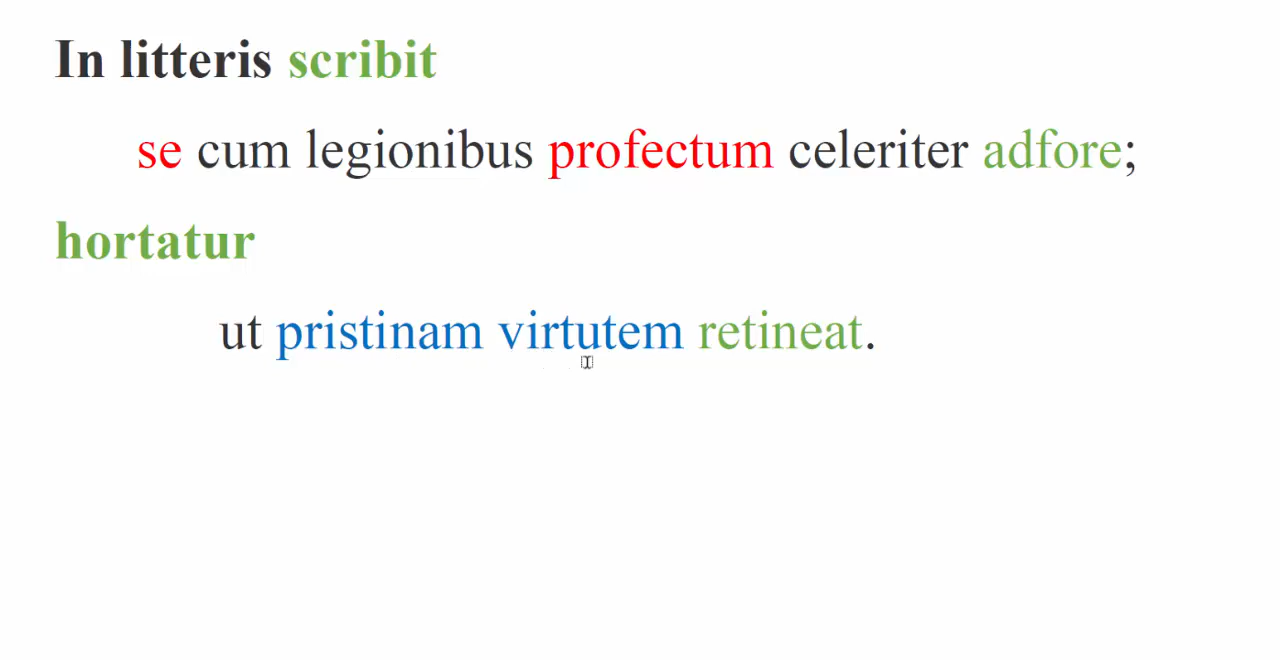 In litteris scribit
se cum legionibus profectum celeriter adfore;
hortatur
ut pristinam virtutem retineat.